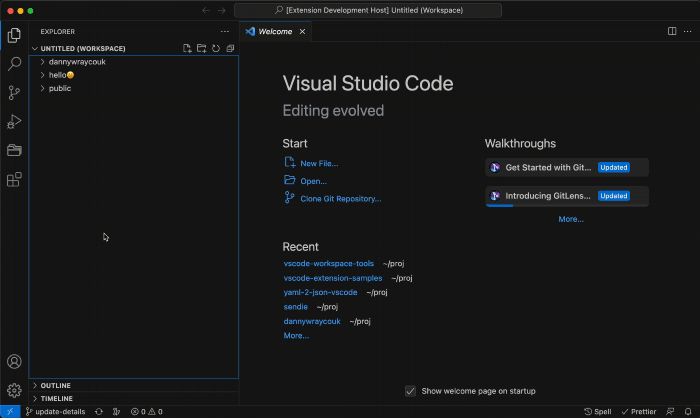 [Extension Development Host] Untitled (Workspace)
EXPLORER
Welcome
UNTITLED (WORKSPACE)
dannywraycouk
hello😄
public
Visual Studio Code
Editing evolved
Start
New File...
Open...
Clone Git Repository...
Recent
vscode-workspace-tools ~/proj
vscode-extension-samples ~/proj
yaml-2-json-vscode ~/proj
sendie ~/proj
dannywraycouk ~/proj
More...
Walkthroughs
Get Started with Git... Updated
Introducing GitLens... Updated
More...
Show welcome page on startup
OUTLINE
TIMELINE
update-details 0 0 Spell Prettier